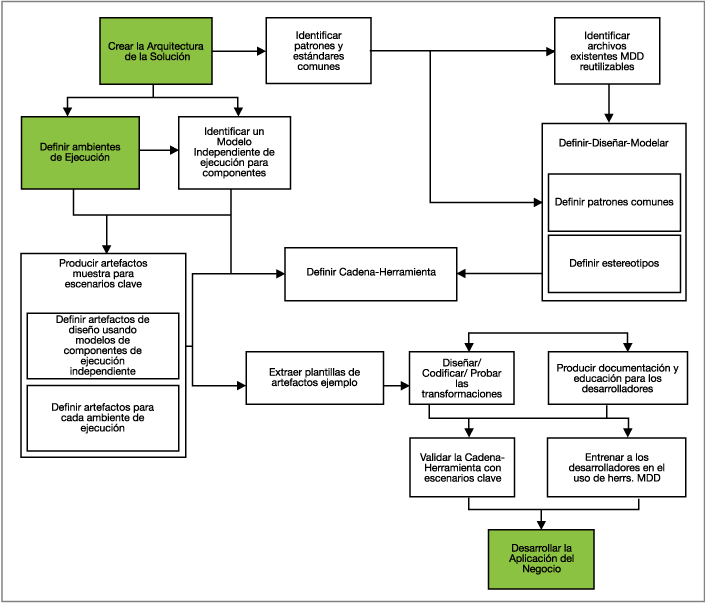 Crear la Arquitectura
de la Solución
Identificar
patrones y
estándares
comunes
Identificar
archivos
existentes MDD
reutilizables
Definir ambientes
de Ejecución
Identificar un
Modelo
Independiente de
ejecución para
componentes
Definir-Diseñar-Modelar
Definir patrones comunes
Definir estereotipos
Producir artefactos
muestra para
escenarios clave
Definir artefactos de
diseño usando
modelos de
componentes de
ejecución
independiente
Definir artefactos para
cada ambiente de
ejecución
Definir Cadena-Herramienta
Extraer plantillas de
artefactos ejemplo
Diseñar/
Codificar/ Probar
las
transformaciones
Producir documentación y
educación para los
desarrolladores
Validar la Cadena-
Herramienta con
escenarios clave
Entrenar a los
desarrolladores en el
uso de herrs. MDD
Desarrollar la
Aplicación del
Negocio